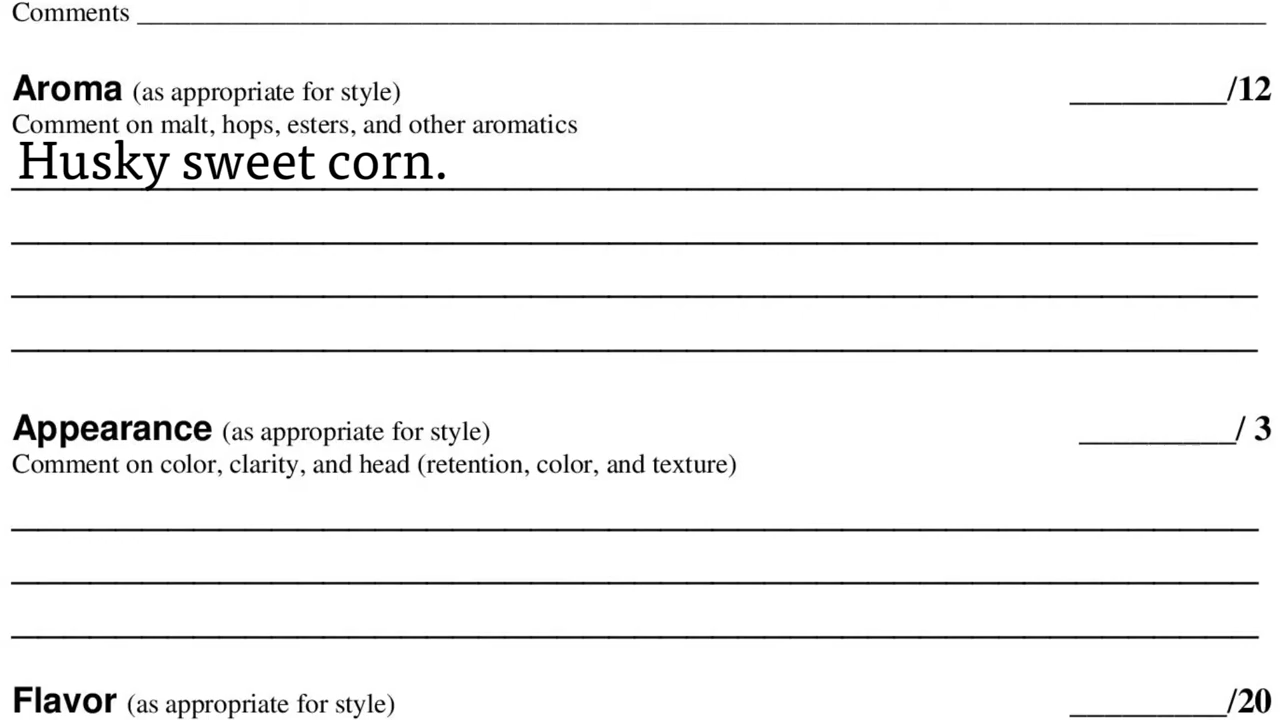 Comments
Aroma (as appropriate for style) /12
Comment on malt, hops, esters, and other aromatics
Husky sweet corn.
Appearance (as appropriate for style) / 3
Comment on color, clarity, and head (retention, color, and texture)
Flavor (as appropriate for style) /20